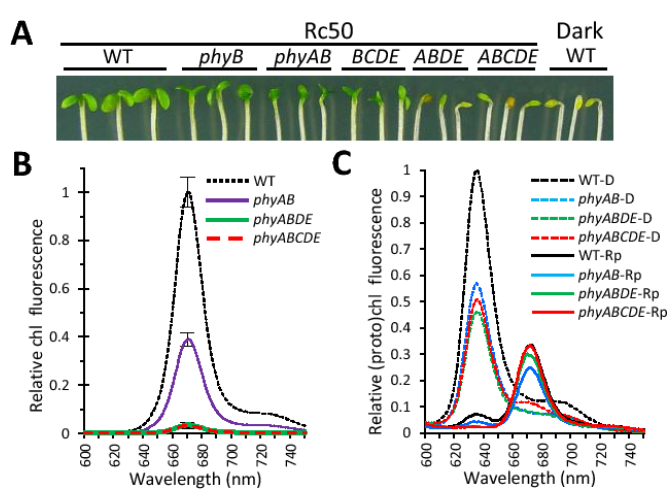 A
Rc50
Dark
WT phyB phyAB BCDE ABDE ABCDE WT
B
Relative chl fluorescence
1
0.8
0.6
0.4
0.2
0
600 620 640 660 680 700 720 740
Wavelength (nm)
WT
phyAB
phyABDE
phyABCDE
C
Relative (proto)chl fluorescence
1
0.9
0.8
0.7
0.6
0.5
0.4
0.3
0.2
0.1
0
600 620 640 660 680 700 720 740
Wavelength (nm)
WT-D
phyAB-D
phyABDE-D
phyABCDE-D
WT-Rp
phyAB-Rp
phyABDE-Rp
phyABCDE-Rp